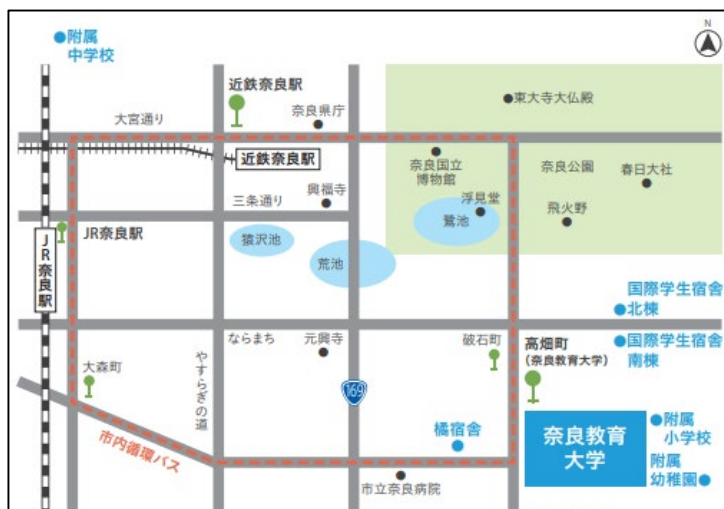 N
●附属
中学校
近鉄奈良駅
奈良県庁
●東大寺大仏殿
大宮通り
近鉄奈良駅
奈良国立
博物館
奈良公園
春日大社
三条通り
興福寺
浮見堂
鷺池
飛火野
JR奈良駅
JR奈良駅
猿沢池
荒池
国際学生宿舎
●北棟
ならまち
元興寺
破石町
高畑町
(奈良教育大学)
●国際学生宿舎
南棟
大森町
やすらぎの道
169
市内循環バス
橘宿舎
奈良教育
大学
●附属
小学校
附属
幼稚園●
市立奈良病院